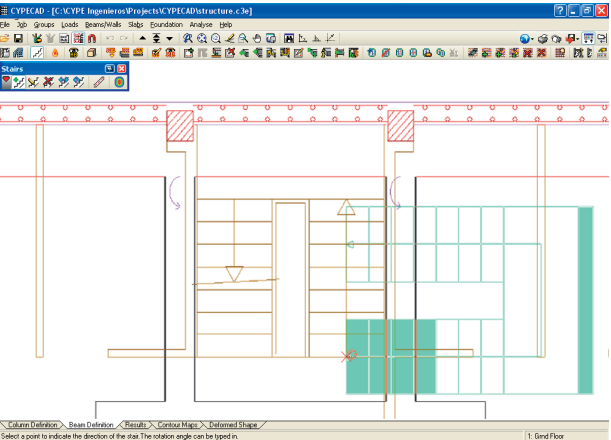 CYPECAD - [C:\CYPE Ingenieros\Projects\CYPECAD\structure.c3e]
File Job Groups Loads Beams/Walls Slabs Foundation Analyse Help
Stairs
Column Definition Beam Definition Results Contour Maps Deformed Shape
Select a point to indicate the direction of the stair.The rotation angle can be typed in.
1: Grnd Floor